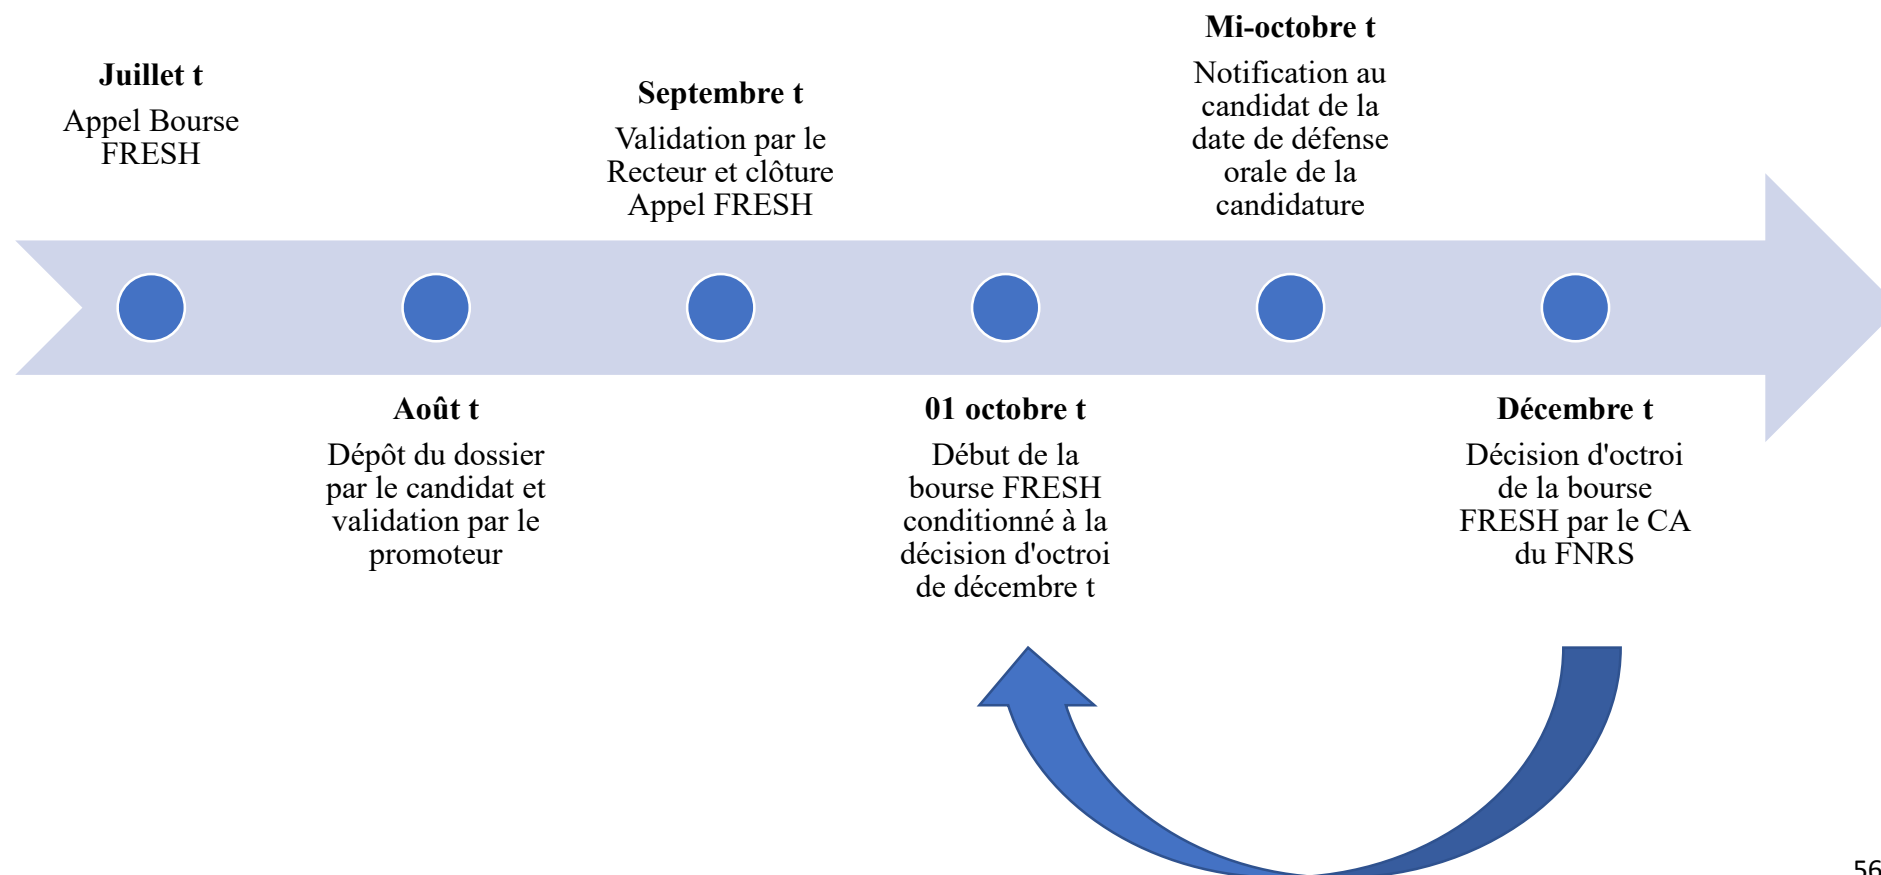 Juillet t
Appel Bourse
FRESH
Août t
Dépôt du dossier
par le candidat et
validation par le
promoteur
Septembre t
Validation par le
Recteur et clôture
Appel FRESH
01 octobre t
Début de la
bourse FRESH
conditionné à la
décision d'octroi
de décembre t
Mi-octobre t
Notification au
candidat de la
date de défense
orale de la
candidature
Décembre t
Décision d'octroi
de la bourse
FRESH par le CA
du FNRS
56